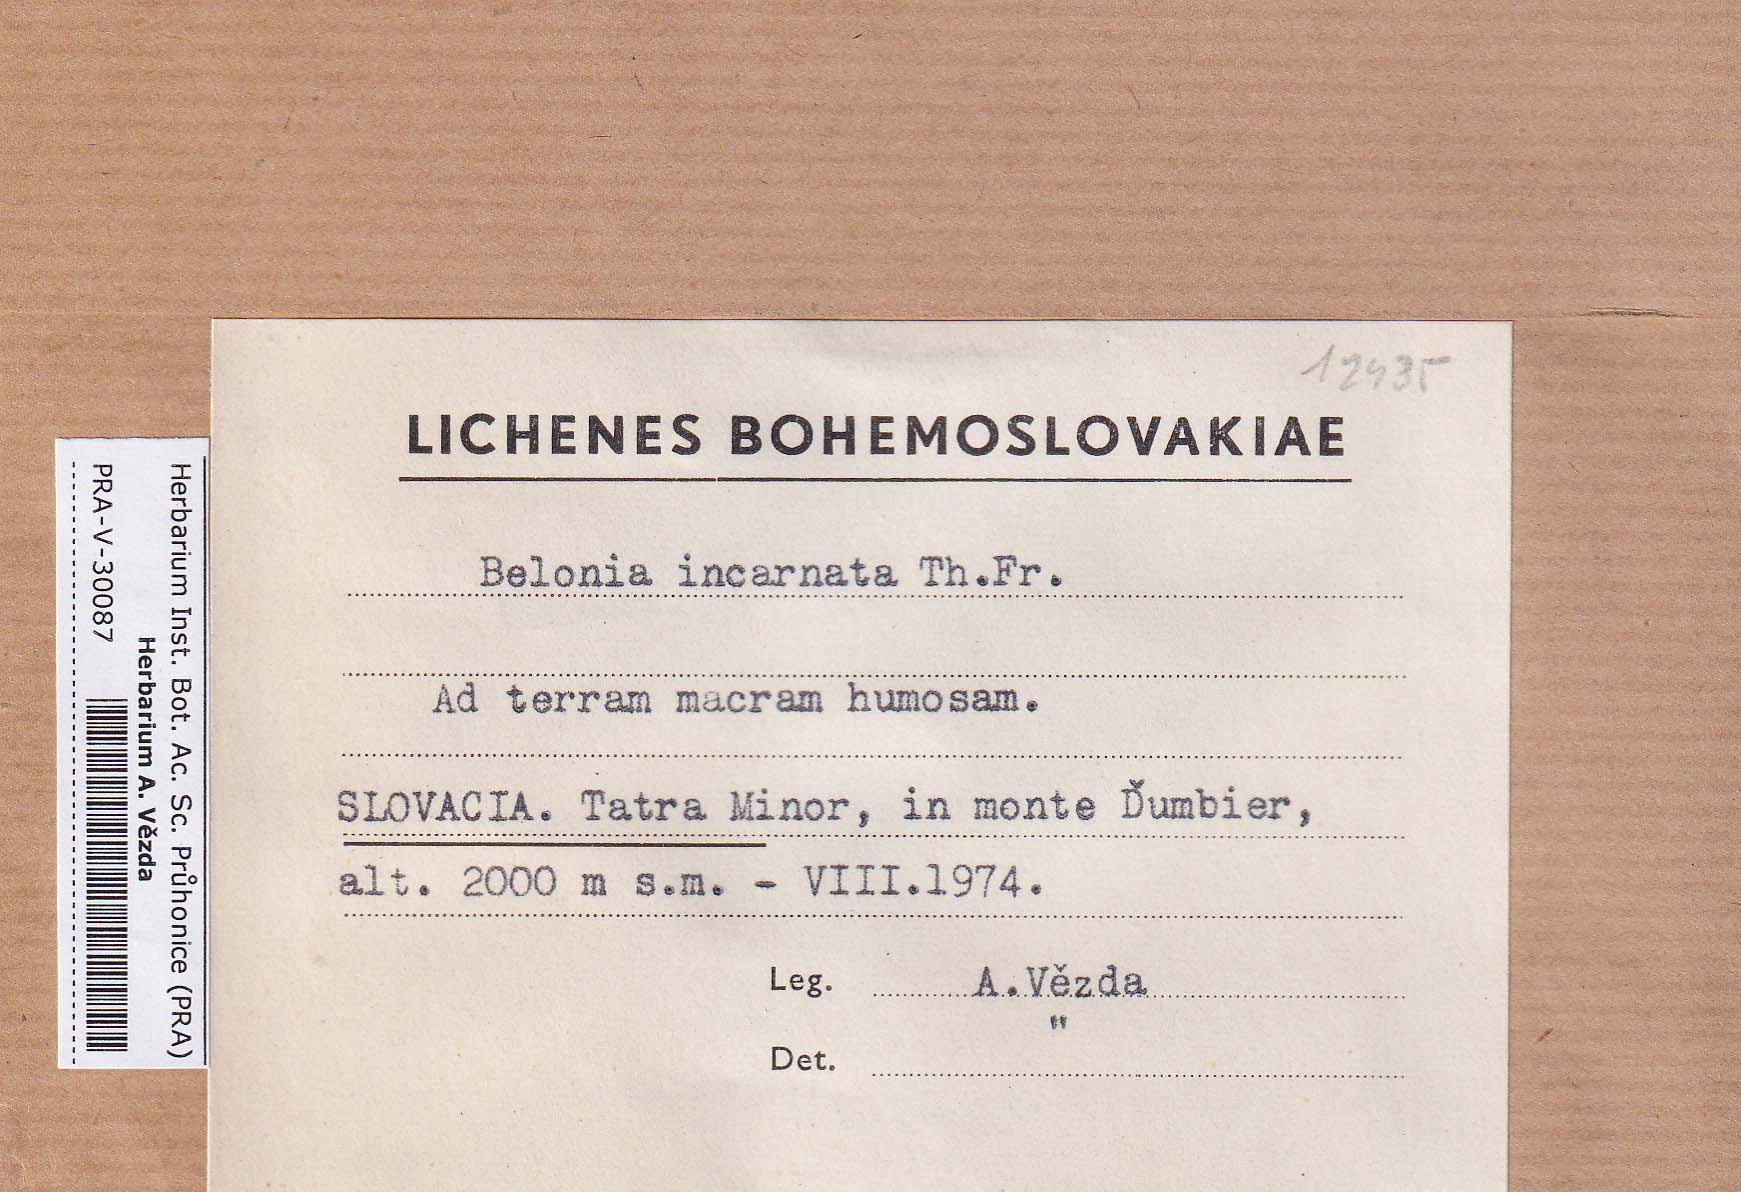 12435
LICHENES BOHEMOSLOVAKIAE
Belonia incarnata Th.Fr.
Ad terram macram humosam.
SLOVACIA. Tatra Minor, in monte Ďumbier,
alt. 2000 m s.m. - VIII.1974.
Leg. A.Vězda
"
Det.
Herbarium Inst. Bot. Ac. Sc. Průhonice (PRA)
Herbarium A. Vězda
PRA-V-30087